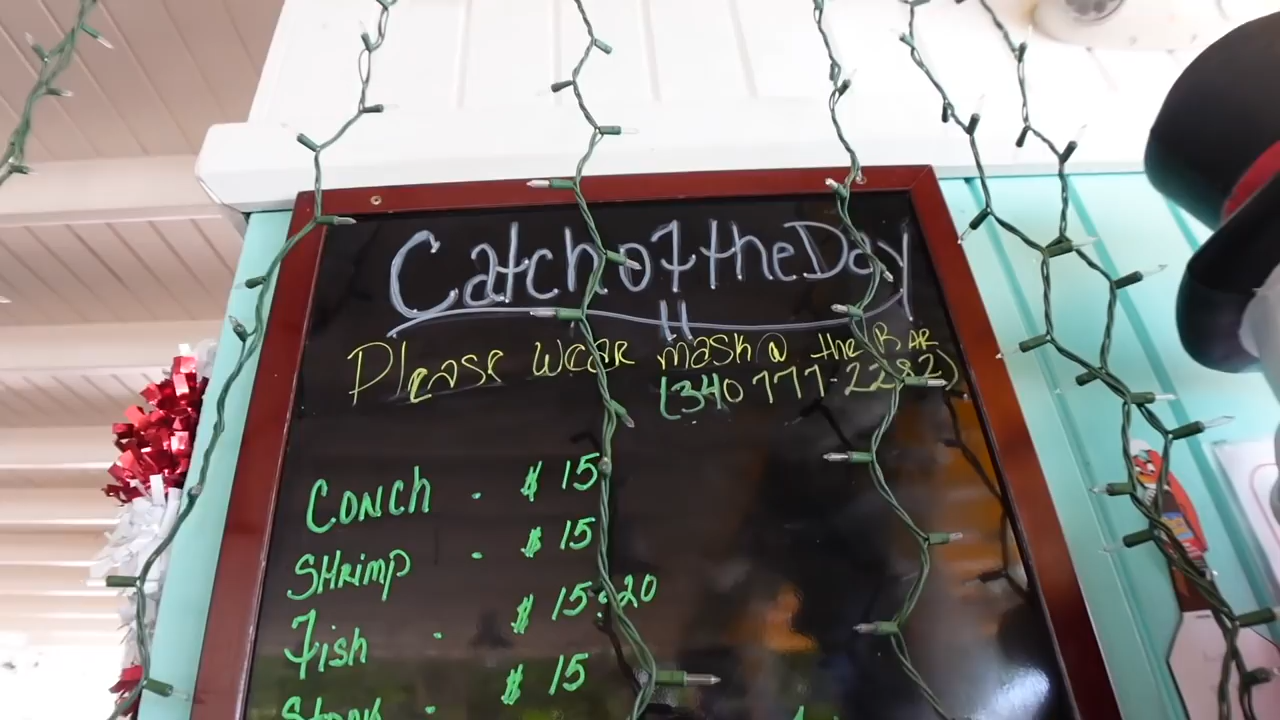 Catch of the Day
Please wear mask @ the BAR
(340 777-2282)
CONCH - $15
SHrimp - $15
Fish - $15-20
- $15